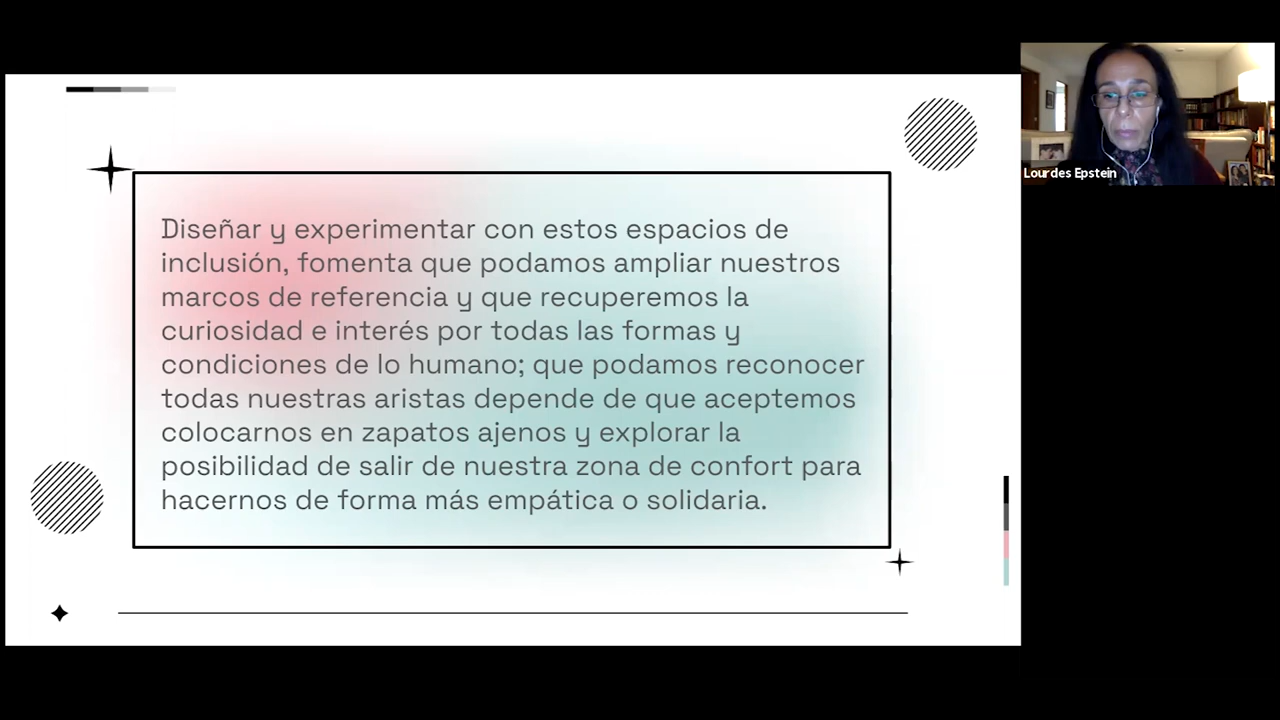 Diseñar y experimentar con estos espacios de
inclusión, fomenta que podamos ampliar nuestros
marcos de referencia y que recuperemos la
curiosidad e interés por todas las formas y
condiciones de lo humano; que podamos reconocer
todas nuestras aristas depende de que aceptemos
colocarnos en zapatos ajenos y explorar la
posibilidad de salir de nuestra zona de confort para
hacernos de forma más empática o solidaria.
Lourdes Epstein